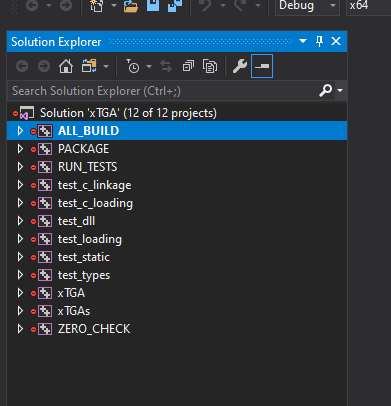 Debug x64
Solution Explorer
Search Solution Explorer (Ctrl+;)
Solution 'xTGA' (12 of 12 projects)
ALL_BUILD
PACKAGE
RUN_TESTS
test_c_linkage
test_c_loading
test_dll
test_loading
test_static
test_types
xTGA
xTGAs
ZERO_CHECK